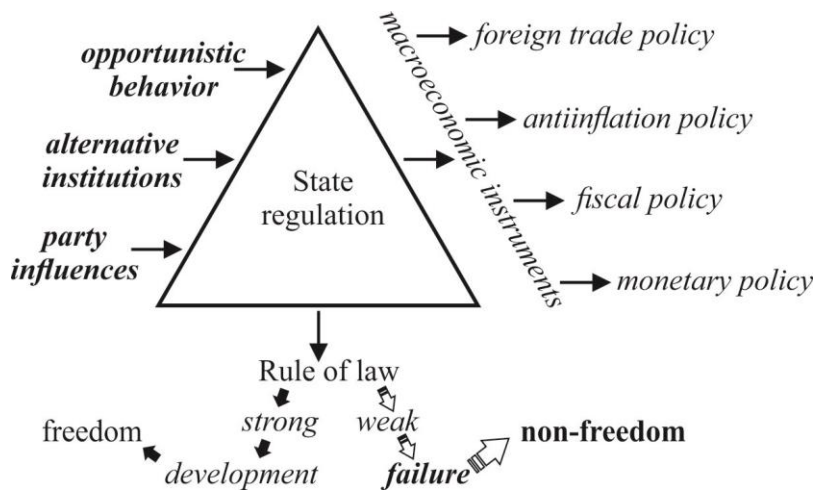 opportunistic
behavior
alternative
institutions
party
influences
State
regulation
macroeconomic instruments
foreign trade policy
antiinflation policy
fiscal policy
monetary policy
Rule of law
strong
weak
freedom
development
failure
non-freedom